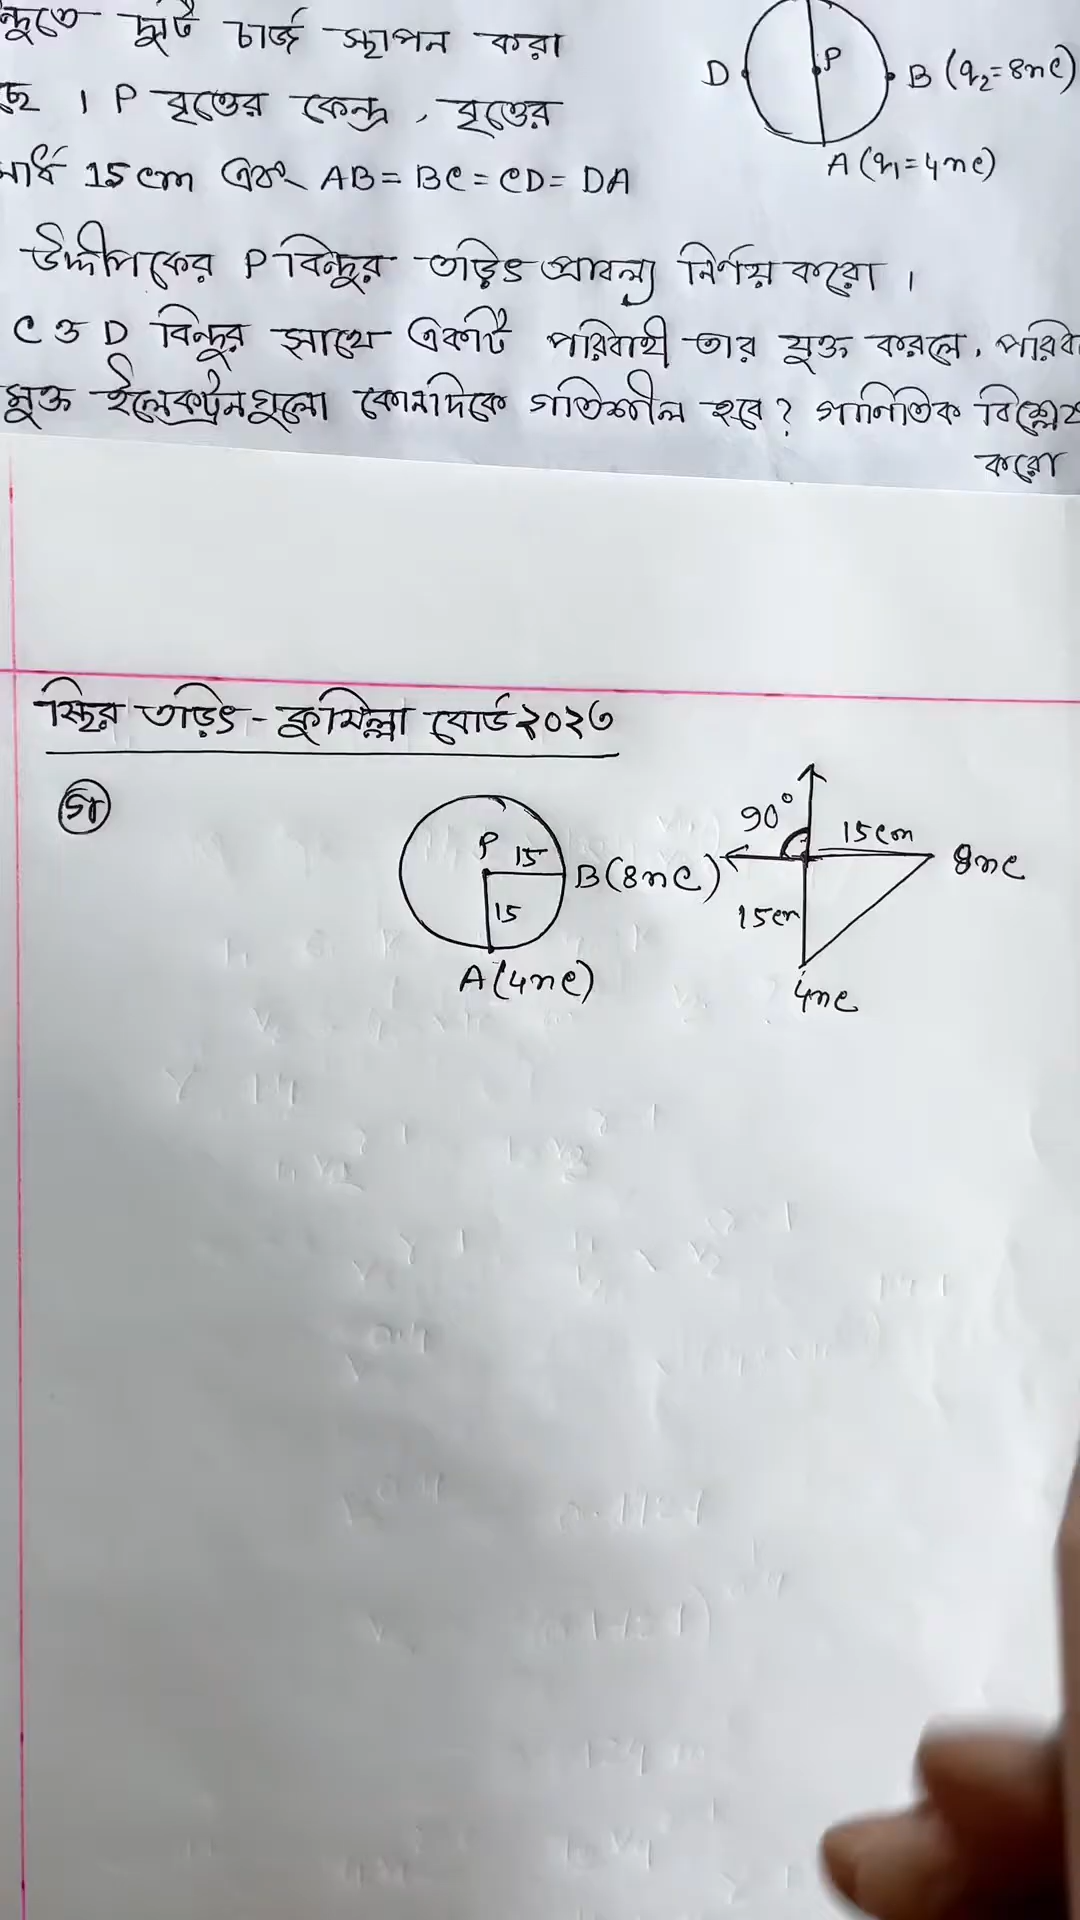 দুটি চার্জ স্থাপন করা
। P বৃত্তের কেন্দ্র, বৃত্তের
15 cm এবং AB = BC = CD = DA
D
P
B (q₂ = 8nC)
A (q₁ = 4nC)
উদ্দীপকের P বিন্দুর তড়িৎ প্রাবল্য নির্ণয় করো।
C ও D বিন্দুর সাথে একটি পরিবাহী তার যুক্ত করলে,
মুক্ত ইলেকট্রনগুলো কোনদিকে গতিশীল হবে? গাণিতিক
করো
স্থির তড়িৎ - কুমিল্লা বোর্ড ২০২৩
গ
P
15
15
B (8nC)
A (4nC)
90°
15cm
8nC
15cm
4nC